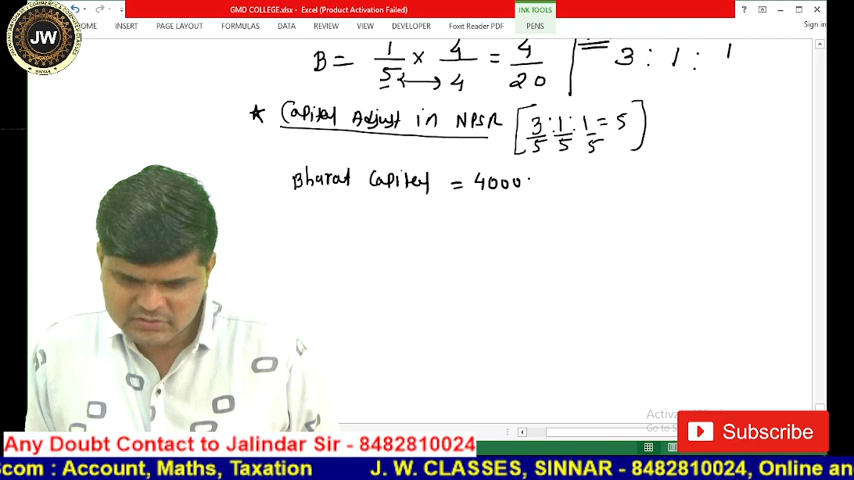 GMD COLLEGE.xlsx - Excel (Product Activation Failed)
INK TOOLS
HOME INSERT PAGE LAYOUT FORMULAS DATA REVIEW VIEW DEVELOPER Foxit Reader PDF PENS
Sign in
JW
B = 1/5 × 4/4 = 4/20
3 : 1 : 1
★ Capital Adjust in NPSR [3/5 : 1/5 : 1/5 = 5]
Bharat Capital = 4000
Subscribe
Any Doubt Contact to Jalindar Sir - 8482810024
com : Account, Maths, Taxation J. W. CLASSES, SINNAR - 8482810024, Online an